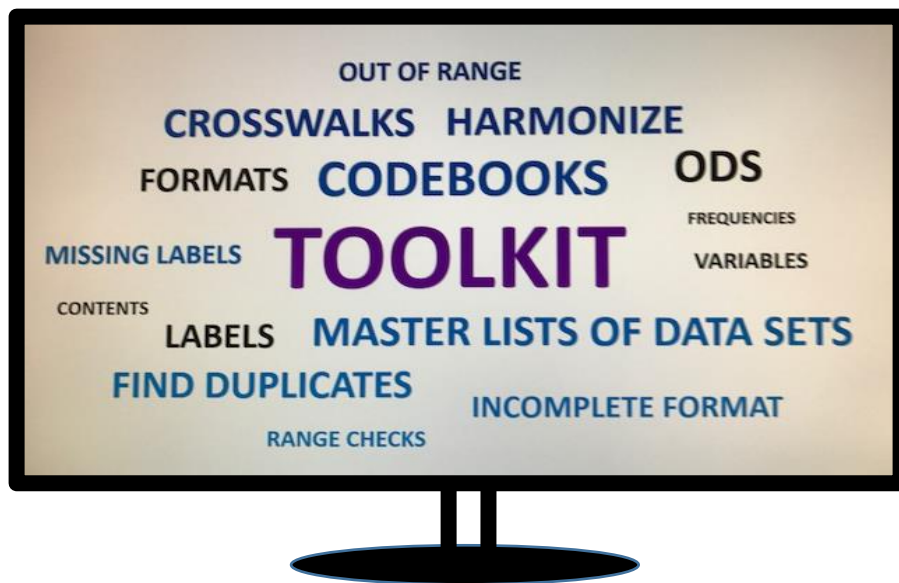 OUT OF RANGE
CROSSWALKS HARMONIZE
FORMATS CODEBOOKS ODS
FREQUENCIES
MISSING LABELS TOOLKIT VARIABLES
CONTENTS
LABELS MASTER LISTS OF DATA SETS
FIND DUPLICATES
INCOMPLETE FORMAT
RANGE CHECKS